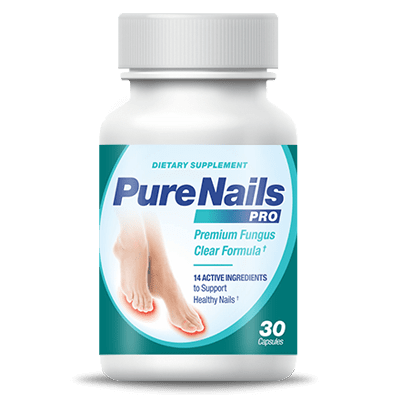 DIETARY SUPPLEMENT
PureNails
PRO
Premium Fungus
Clear Formula†
14 ACTIVE INGREDIENTS
to Support
Healthy Nails†
30
Capsules